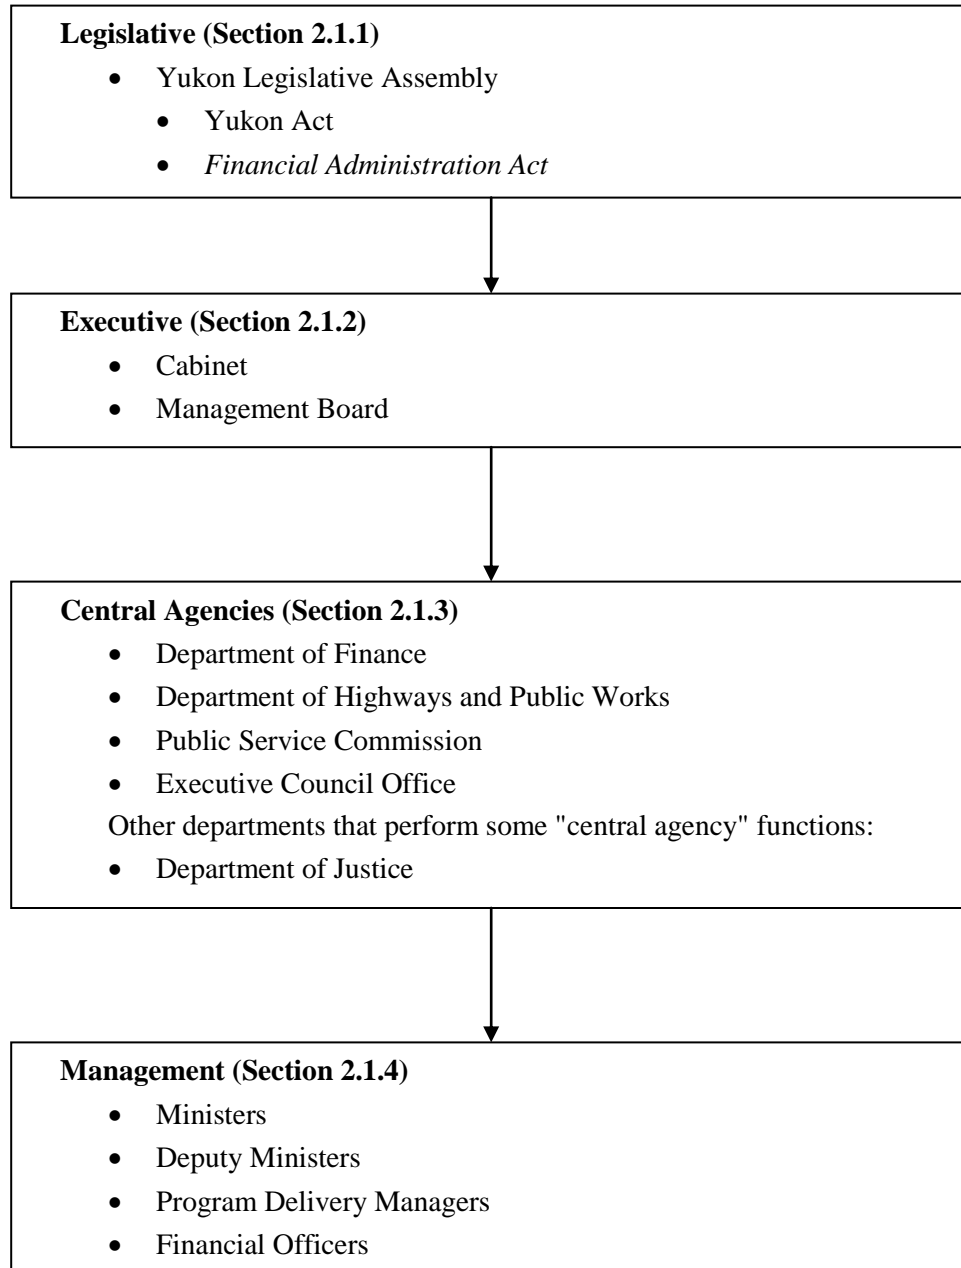 Legislative (Section 2.1.1)
• Yukon Legislative Assembly
• Yukon Act
• Financial Administration Act
Executive (Section 2.1.2)
• Cabinet
• Management Board
Central Agencies (Section 2.1.3)
• Department of Finance
• Department of Highways and Public Works
• Public Service Commission
• Executive Council Office
Other departments that perform some "central agency" functions:
• Department of Justice
Management (Section 2.1.4)
• Ministers
• Deputy Ministers
• Program Delivery Managers
• Financial Officers